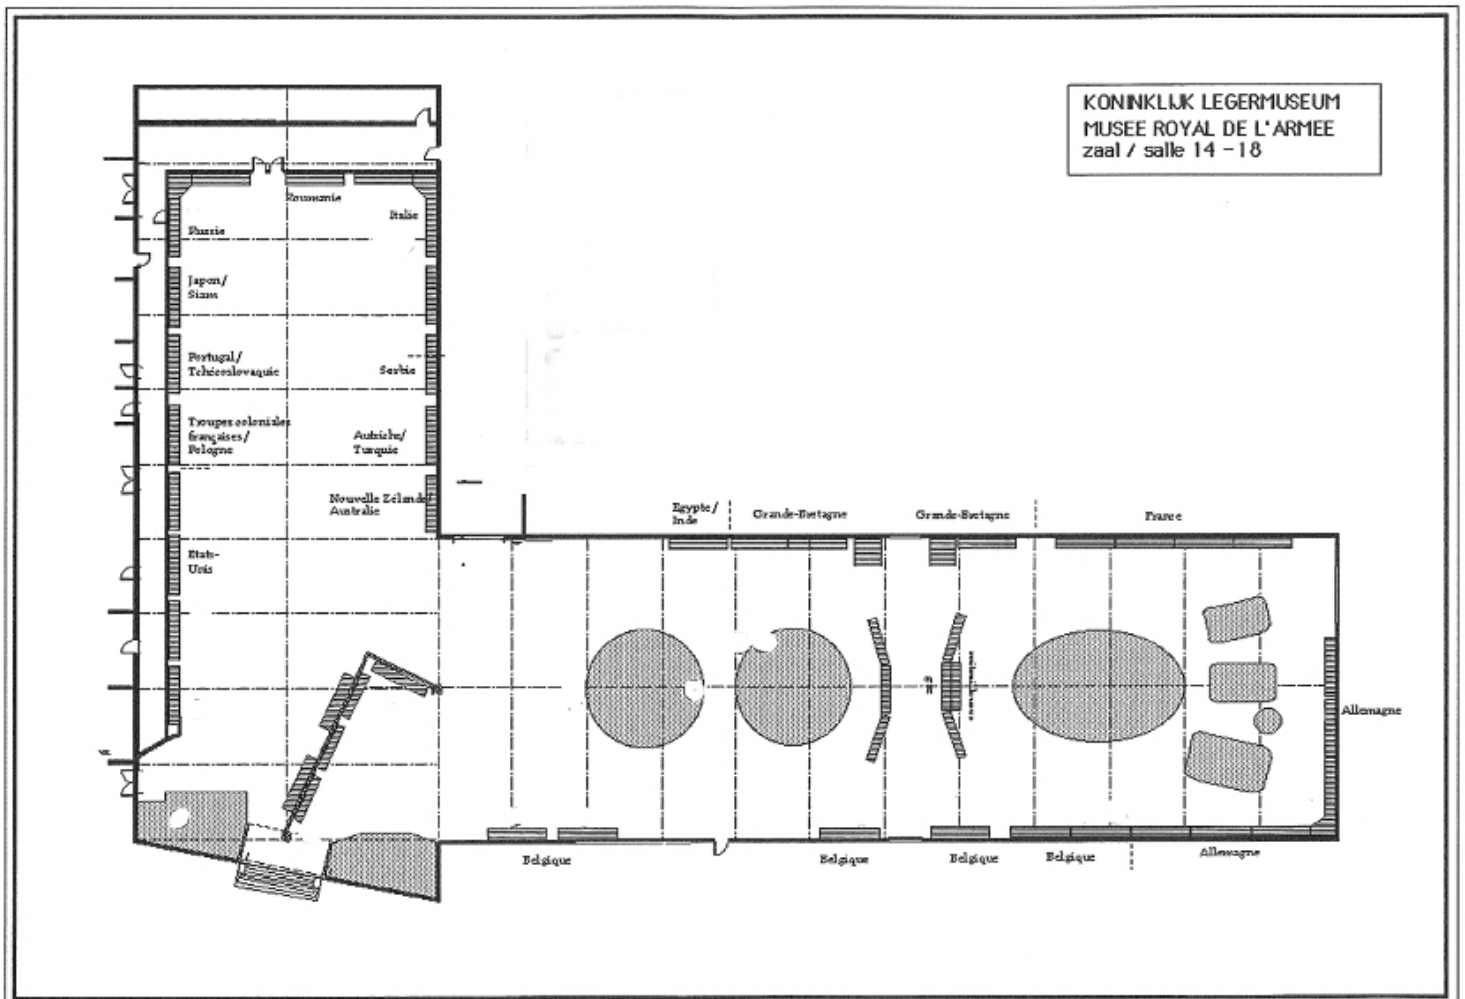 KONINKLIJK LEGERMUSEUM
MUSEE ROYAL DE L'ARMEE
zaal / salle 14 - 18
Roumanie
Italie
Russie
Japon/
Siam
Portugal/
Tchécoslovaquie
Serbie
Troupes coloniales
françaises/
Pologne
Autriche/
Turquie
Nouvelle Zélande/
Australie
Etats-
Unis
Egypte/
Inde
Grande-Bretagne
Grande-Bretagne
France
Allemagne
Belgique
Belgique
Belgique
Belgique
Allemagne